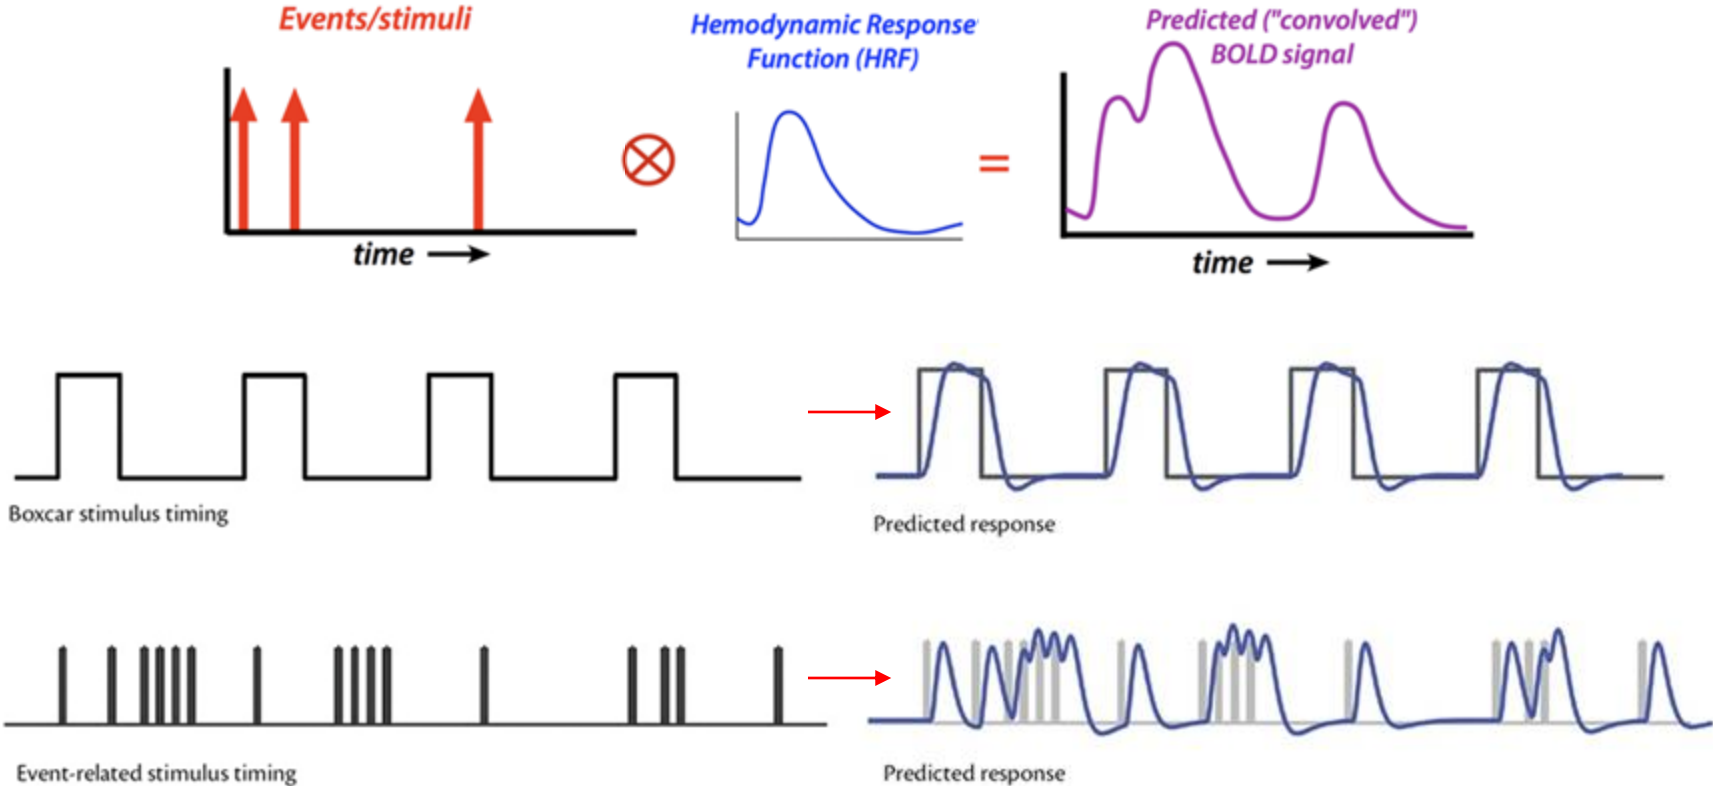 Events/stimuli
Hemodynamic Response
Function (HRF)
Predicted ("convolved")
BOLD signal
=
time
time
Boxcar stimulus timing
Predicted response
Event-related stimulus timing
Predicted response